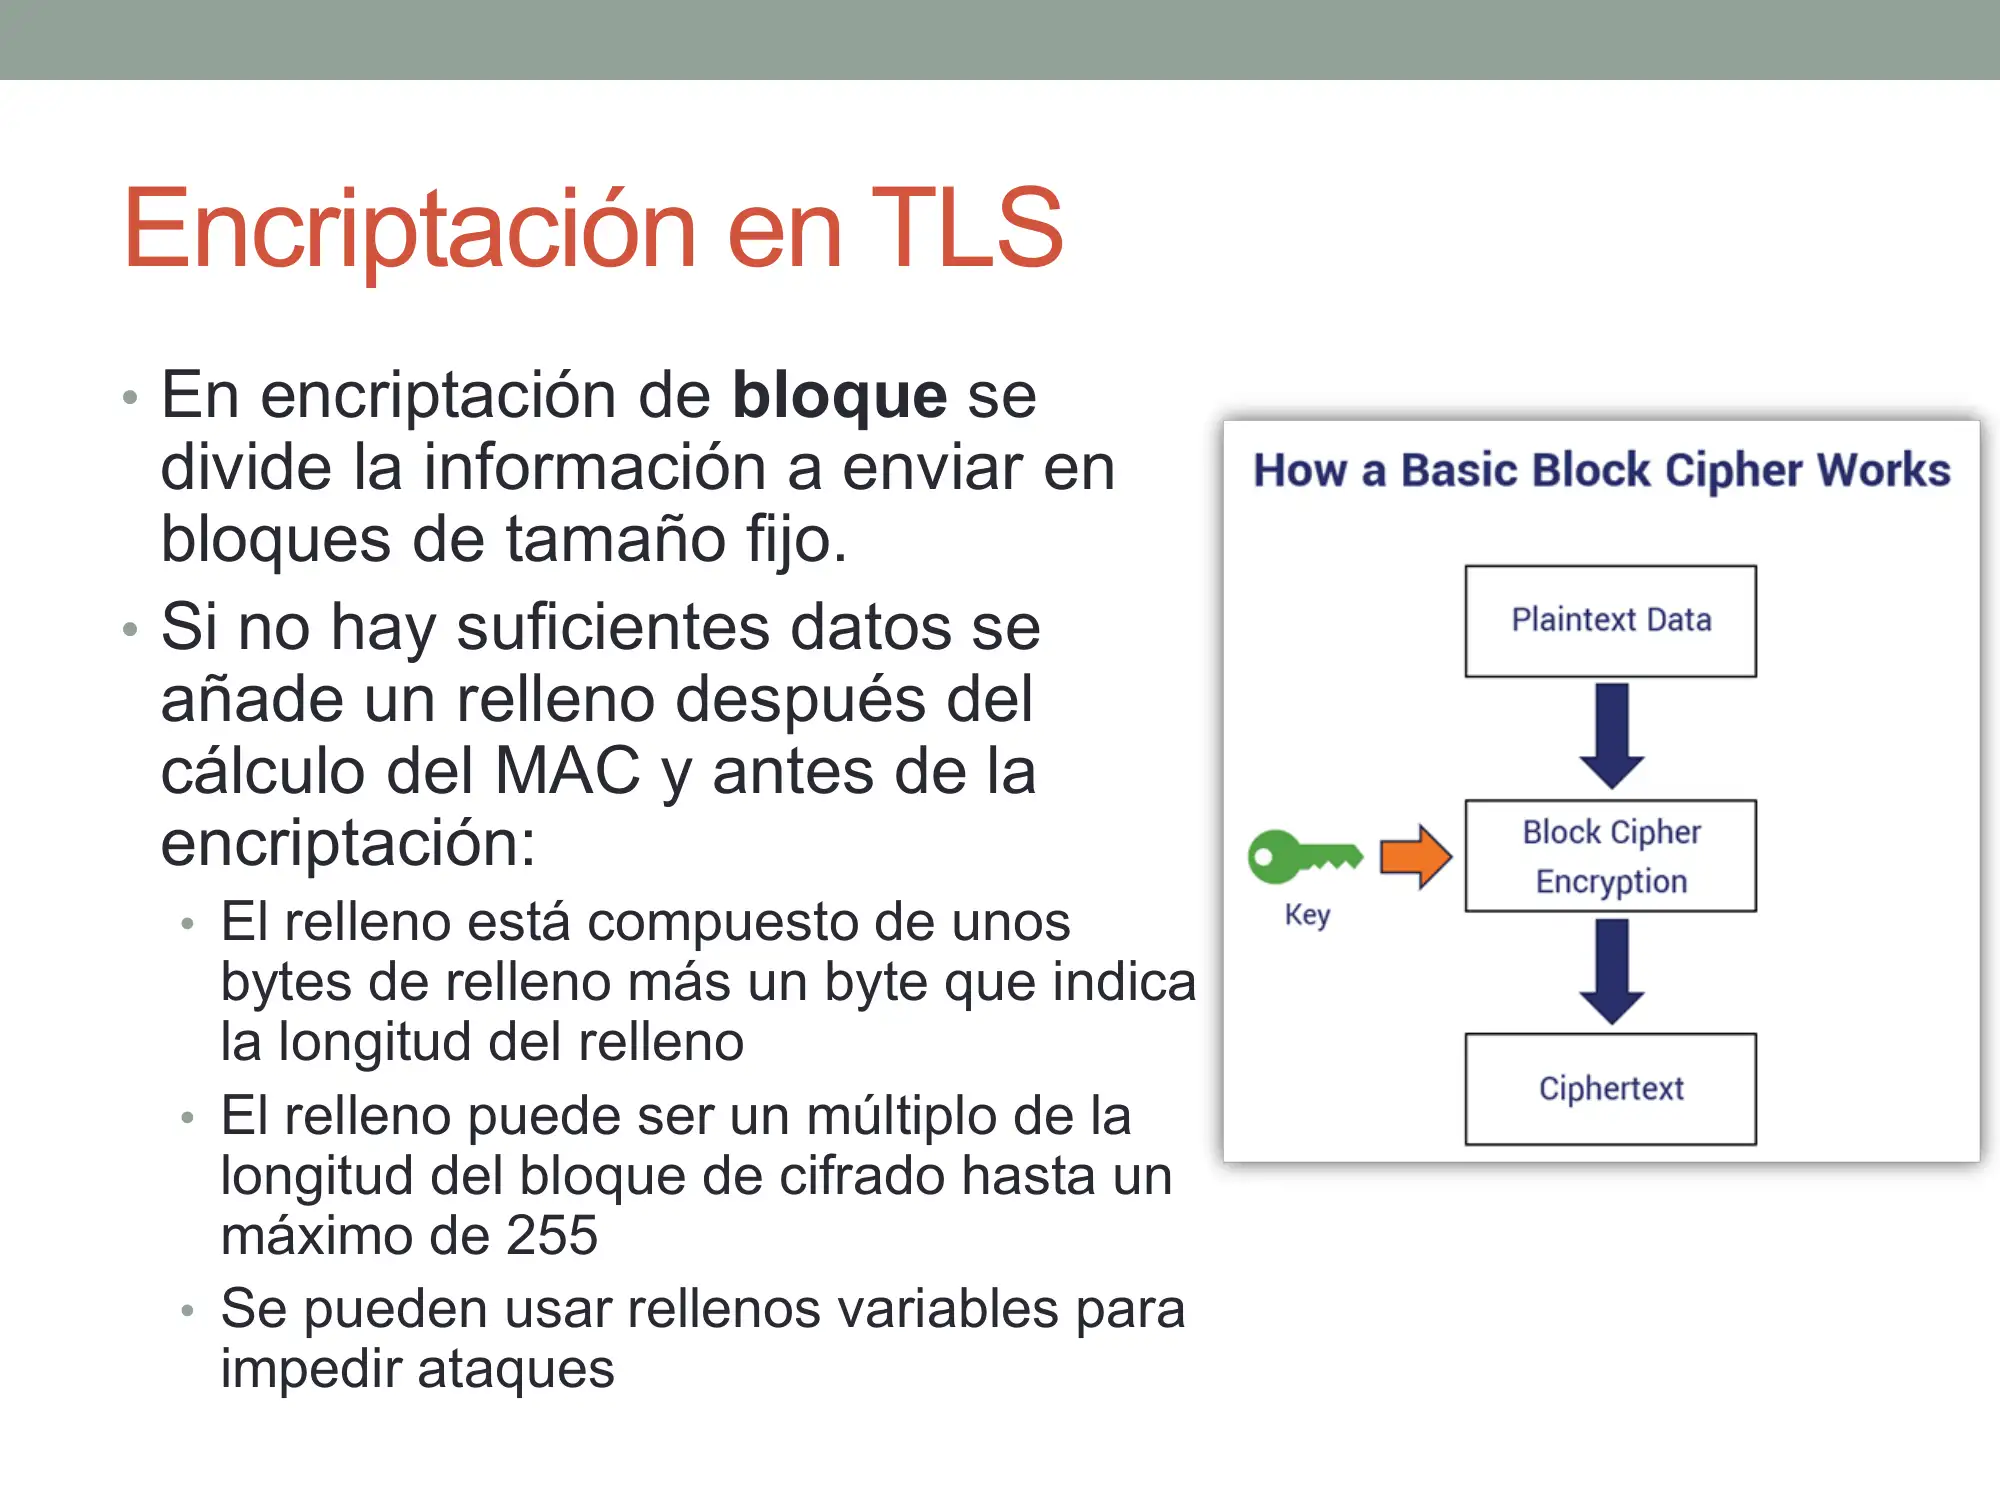 Encriptación en TLS
• En encriptación de bloque se
divide la información a enviar en
bloques de tamaño fijo.
• Si no hay suficientes datos se
añade un relleno después del
cálculo del MAC y antes de la
encriptación:
• El relleno está compuesto de unos
bytes de relleno más un byte que indica
la longitud del relleno
• El relleno puede ser un múltiplo de la
longitud del bloque de cifrado hasta un
máximo de 255
• Se pueden usar rellenos variables para
impedir ataques
How a Basic Block Cipher Works
Plaintext Data
Block Cipher
Encryption
Key
Ciphertext